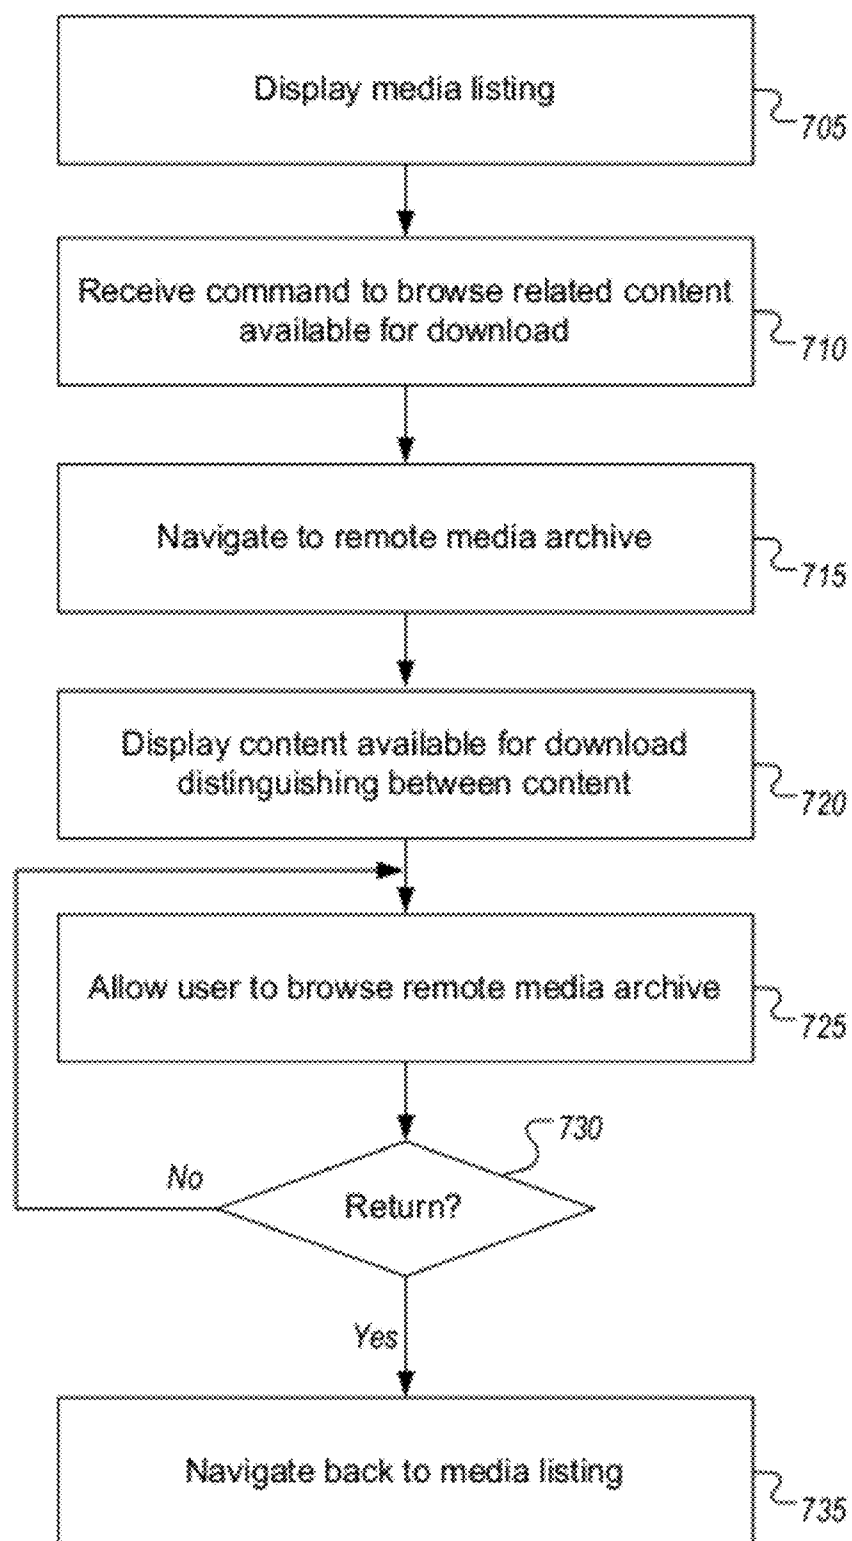 Display media listing
705
Receive command to browse related content
available for download
710
Navigate to remote media archive
715
Display content available for download
distinguishing between content
720
Allow user to browse remote media archive
725
730
No
Return?
Yes
Navigate back to media listing
735